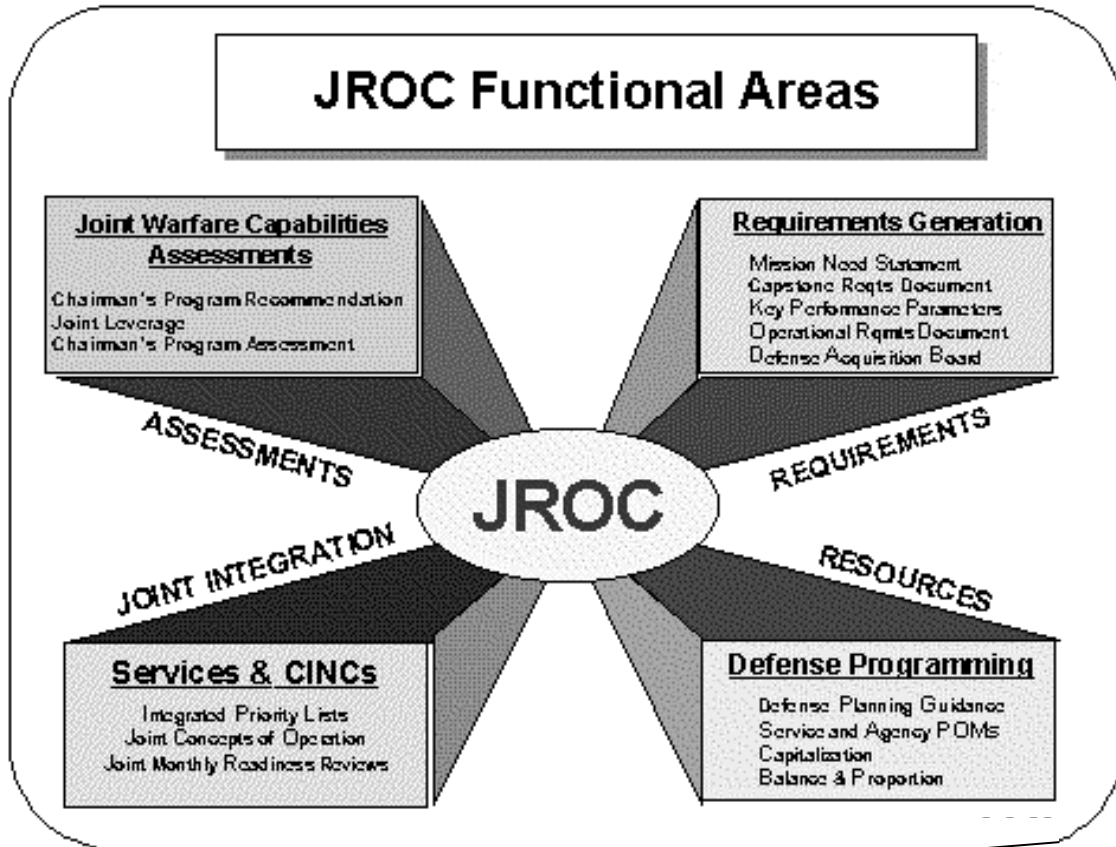 JROC Functional Areas
Joint Warfare Capabilities
Assessments
Chairman's Program Recommendation
Joint Leverage
Chairman's Program Assessment
Requirements Generation
Mission Need Statement
Capstone Reqts Document
Key Performance Parameters
Operational Rqmts Document
Defense Acquisition Board
ASSESSMENTS
REQUIREMENTS
JROC
JOINT INTEGRATION
RESOURCES
Services & CINCs
Integrated Priority Lists
Joint Concepts of Operation
Joint Monthly Readiness Reviews
Defense Programming
Defense Planning Guidance
Service and Agency POMs
Capitalization
Balance & Proportion